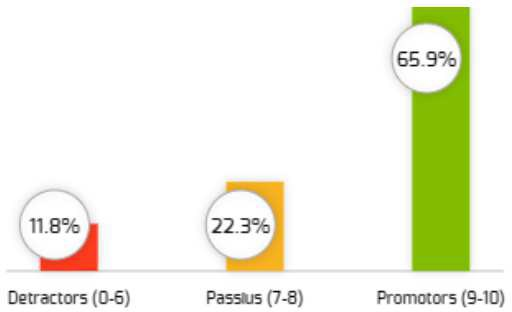 65.9%
11.8%
22.3%
Detractors (0-6)
Passius (7-8)
Promotors (9-10)